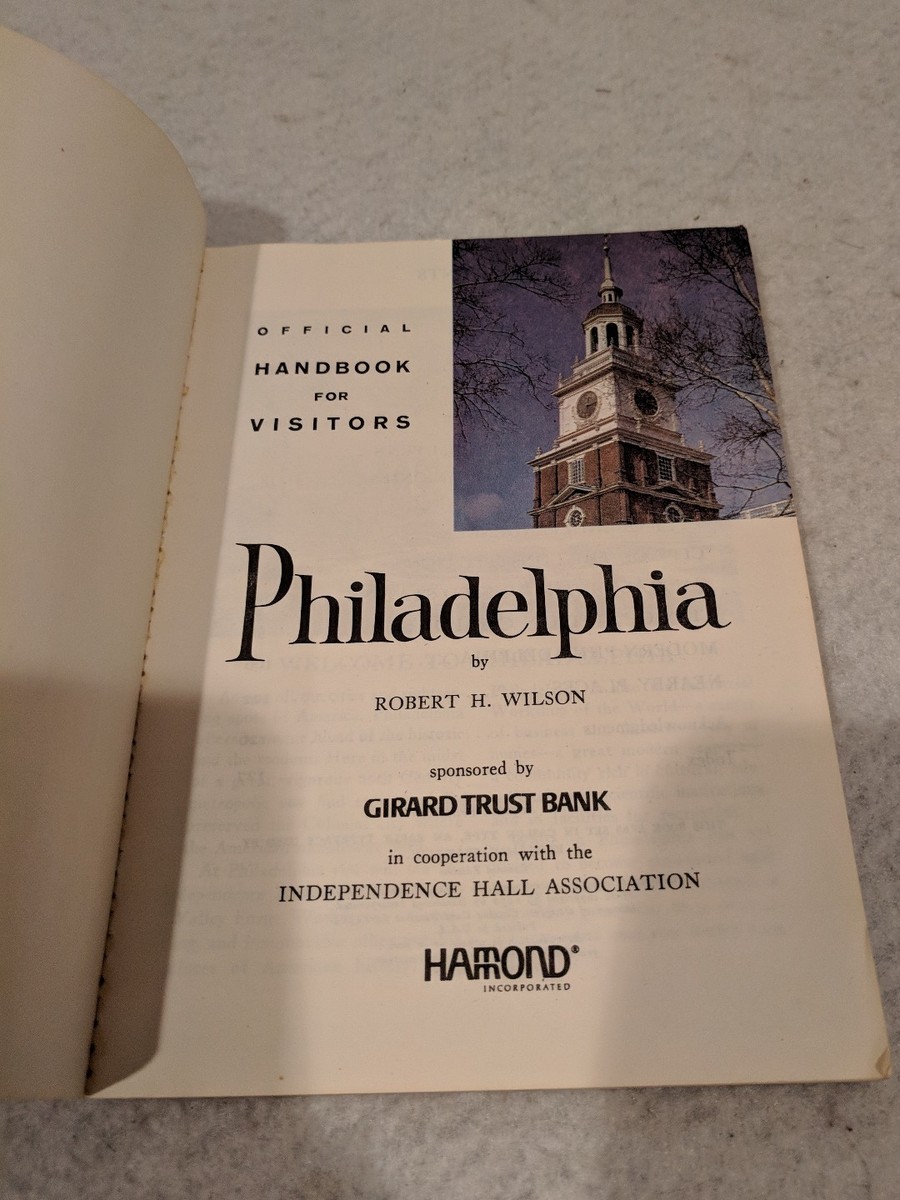 OFFICIAL
HANDBOOK
FOR
VISITORS
Philadelphia
by
ROBERT H. WILSON
sponsored by
GIRARD TRUST BANK
in cooperation with the
INDEPENDENCE HALL ASSOCIATION
HAMMOND®
INCORPORATED